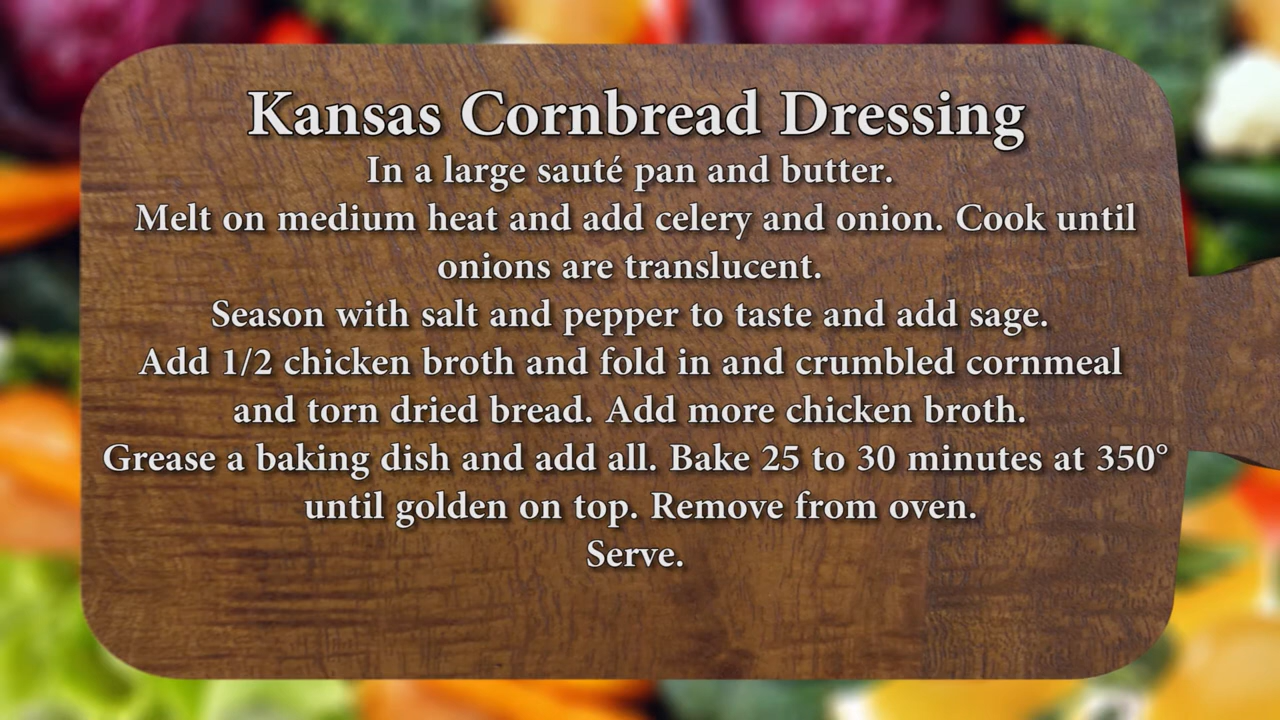 Kansas Cornbread Dressing
In a large sauté pan and butter.
Melt on medium heat and add celery and onion. Cook until
onions are translucent.
Season with salt and pepper to taste and add sage.
Add 1/2 chicken broth and fold in and crumbled cornmeal
and torn dried bread. Add more chicken broth.
Grease a baking dish and add all. Bake 25 to 30 minutes at 350°
until golden on top. Remove from oven.
Serve.